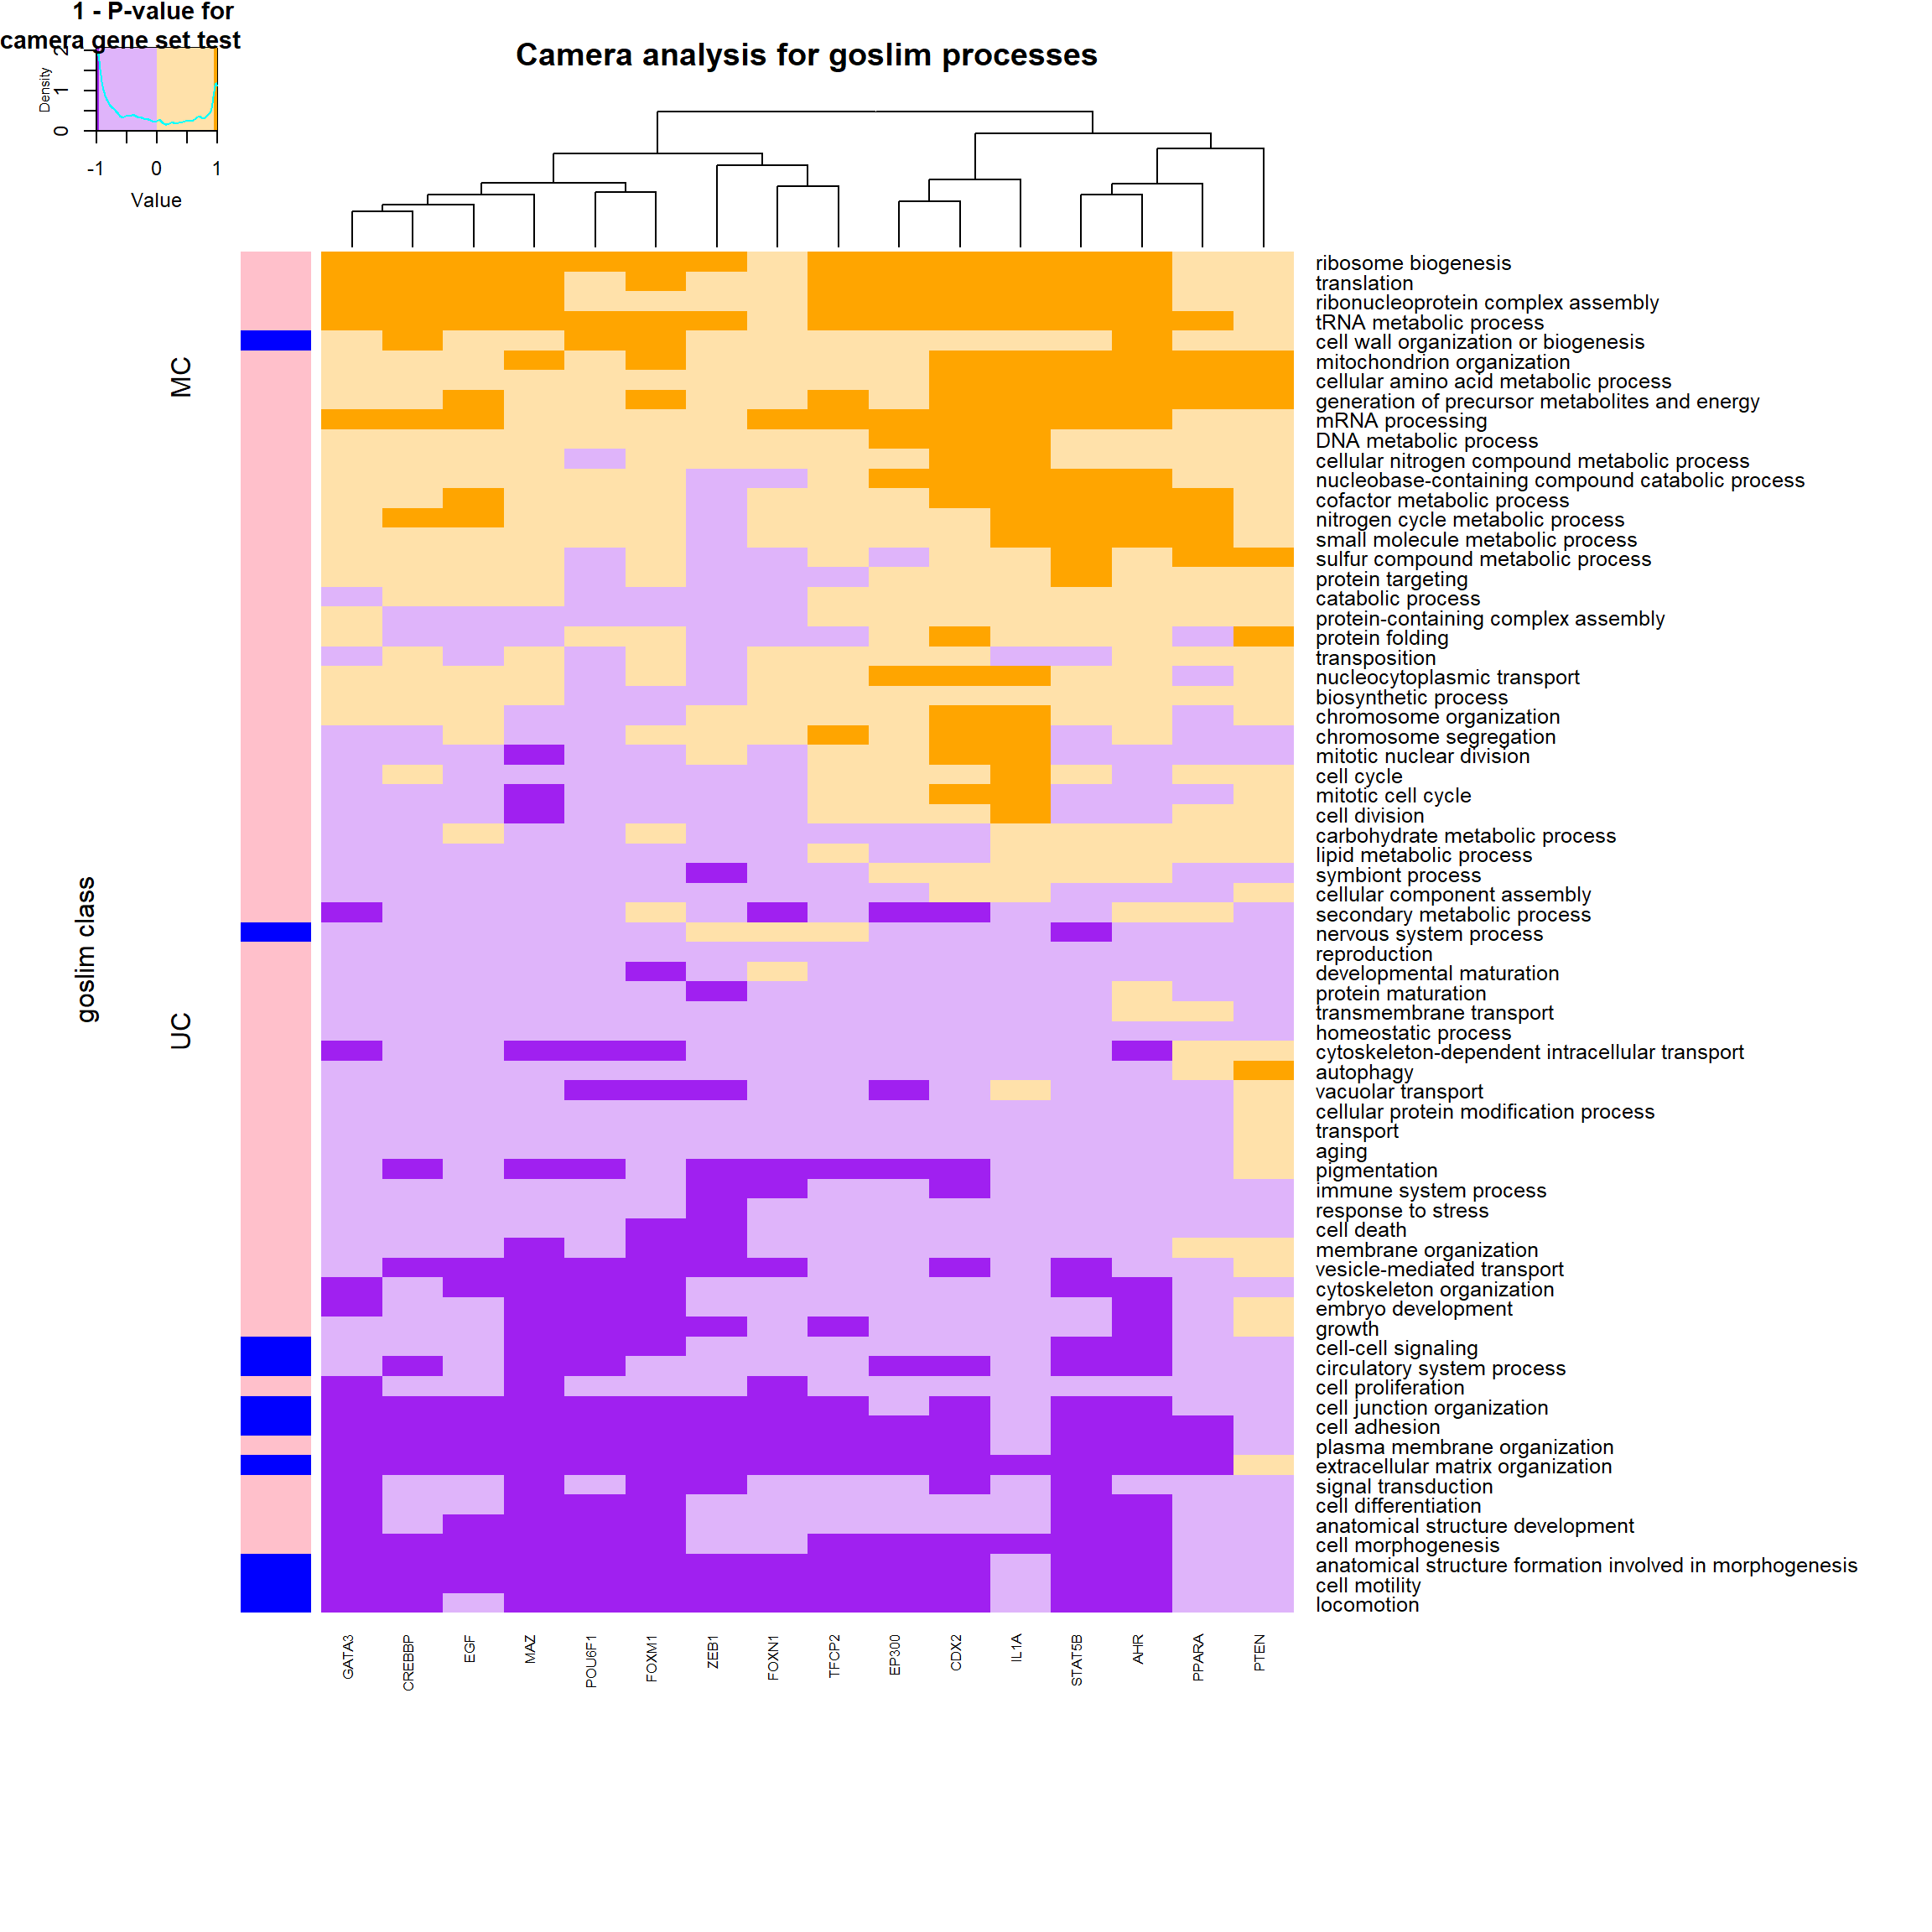 1 - P-value for
camera gene set test
Density
0 1 2
-1 0 1
Value
Camera analysis for goslim processes
goslim class
MC
UC
ribosome biogenesis
translation
ribonucleoprotein complex assembly
tRNA metabolic process
cell wall organization or biogenesis
mitochondrion organization
cellular amino acid metabolic process
generation of precursor metabolites and energy
mRNA processing
DNA metabolic process
cellular nitrogen compound metabolic process
nucleobase-containing compound catabolic process
cofactor metabolic process
nitrogen cycle metabolic process
small molecule metabolic process
sulfur compound metabolic process
protein targeting
catabolic process
protein-containing complex assembly
protein folding
transposition
nucleocytoplasmic transport
biosynthetic process
chromosome organization
chromosome segregation
mitotic nuclear division
cell cycle
mitotic cell cycle
cell division
carbohydrate metabolic process
lipid metabolic process
symbiont process
cellular component assembly
secondary metabolic process
nervous system process
reproduction
developmental maturation
protein maturation
transmembrane transport
homeostatic process
cytoskeleton-dependent intracellular transport
autophagy
vacuolar transport
cellular protein modification process
transport
aging
pigmentation
immune system process
response to stress
cell death
membrane organization
vesicle-mediated transport
cytoskeleton organization
embryo development
growth
cell-cell signaling
circulatory system process
cell proliferation
cell junction organization
cell adhesion
plasma membrane organization
extracellular matrix organization
signal transduction
cell differentiation
anatomical structure development
cell morphogenesis
anatomical structure formation involved in morphogenesis
cell motility
locomotion
GATA3 CREBBP EGF MAZ POU6F1 FOXM1 ZEB1 FOXN1 TFCP2 EP300 CDX2 IL1A STAT5B AHR PPARA PTEN